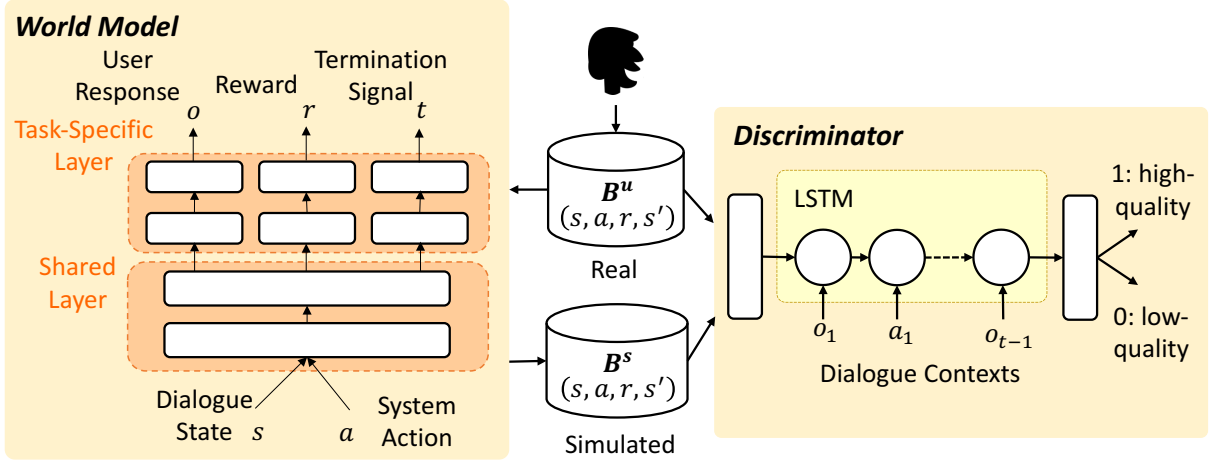 World Model
User
Response
Reward
Termination
Signal
o
r
t
Task-Specific
Layer
Shared
Layer
Dialogue
State
s
a
System
Action
B^u
(s, a, r, s′)
Real
B^s
(s, a, r, s′)
Simulated
Discriminator
LSTM
o_1
a_1
o_{t−1}
Dialogue Contexts
1: high-
quality
0: low-
quality